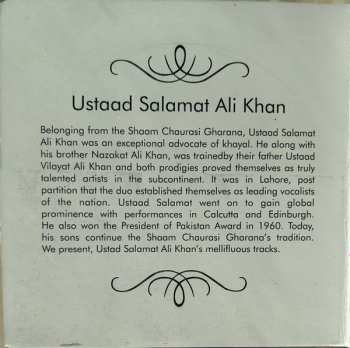 Ustaad Salamat Ali Khan
Belonging from the Shaam Chaurasi Gharana, Ustaad Salamat
Ali Khan was an exceptional advocate of khayal. He along with
his brother Nazakat Ali Khan, was trainedby their father Ustaad
Vilayat Ali Khan and both prodigies proved themselves as truly
talented artists in the subcontinent. It was in Lahore, post
partition that the duo established themselves as leading vocalists
of the nation. Ustaad Salamat went on to gain global
prominence with performances in Calcutta and Edinburgh.
He also won the President of Pakistan Award in 1960. Today,
his sons continue the Shaam Chaurasi Gharana's tradition.
We present, Ustad Salamat Ali Khan's mellifluous tracks.